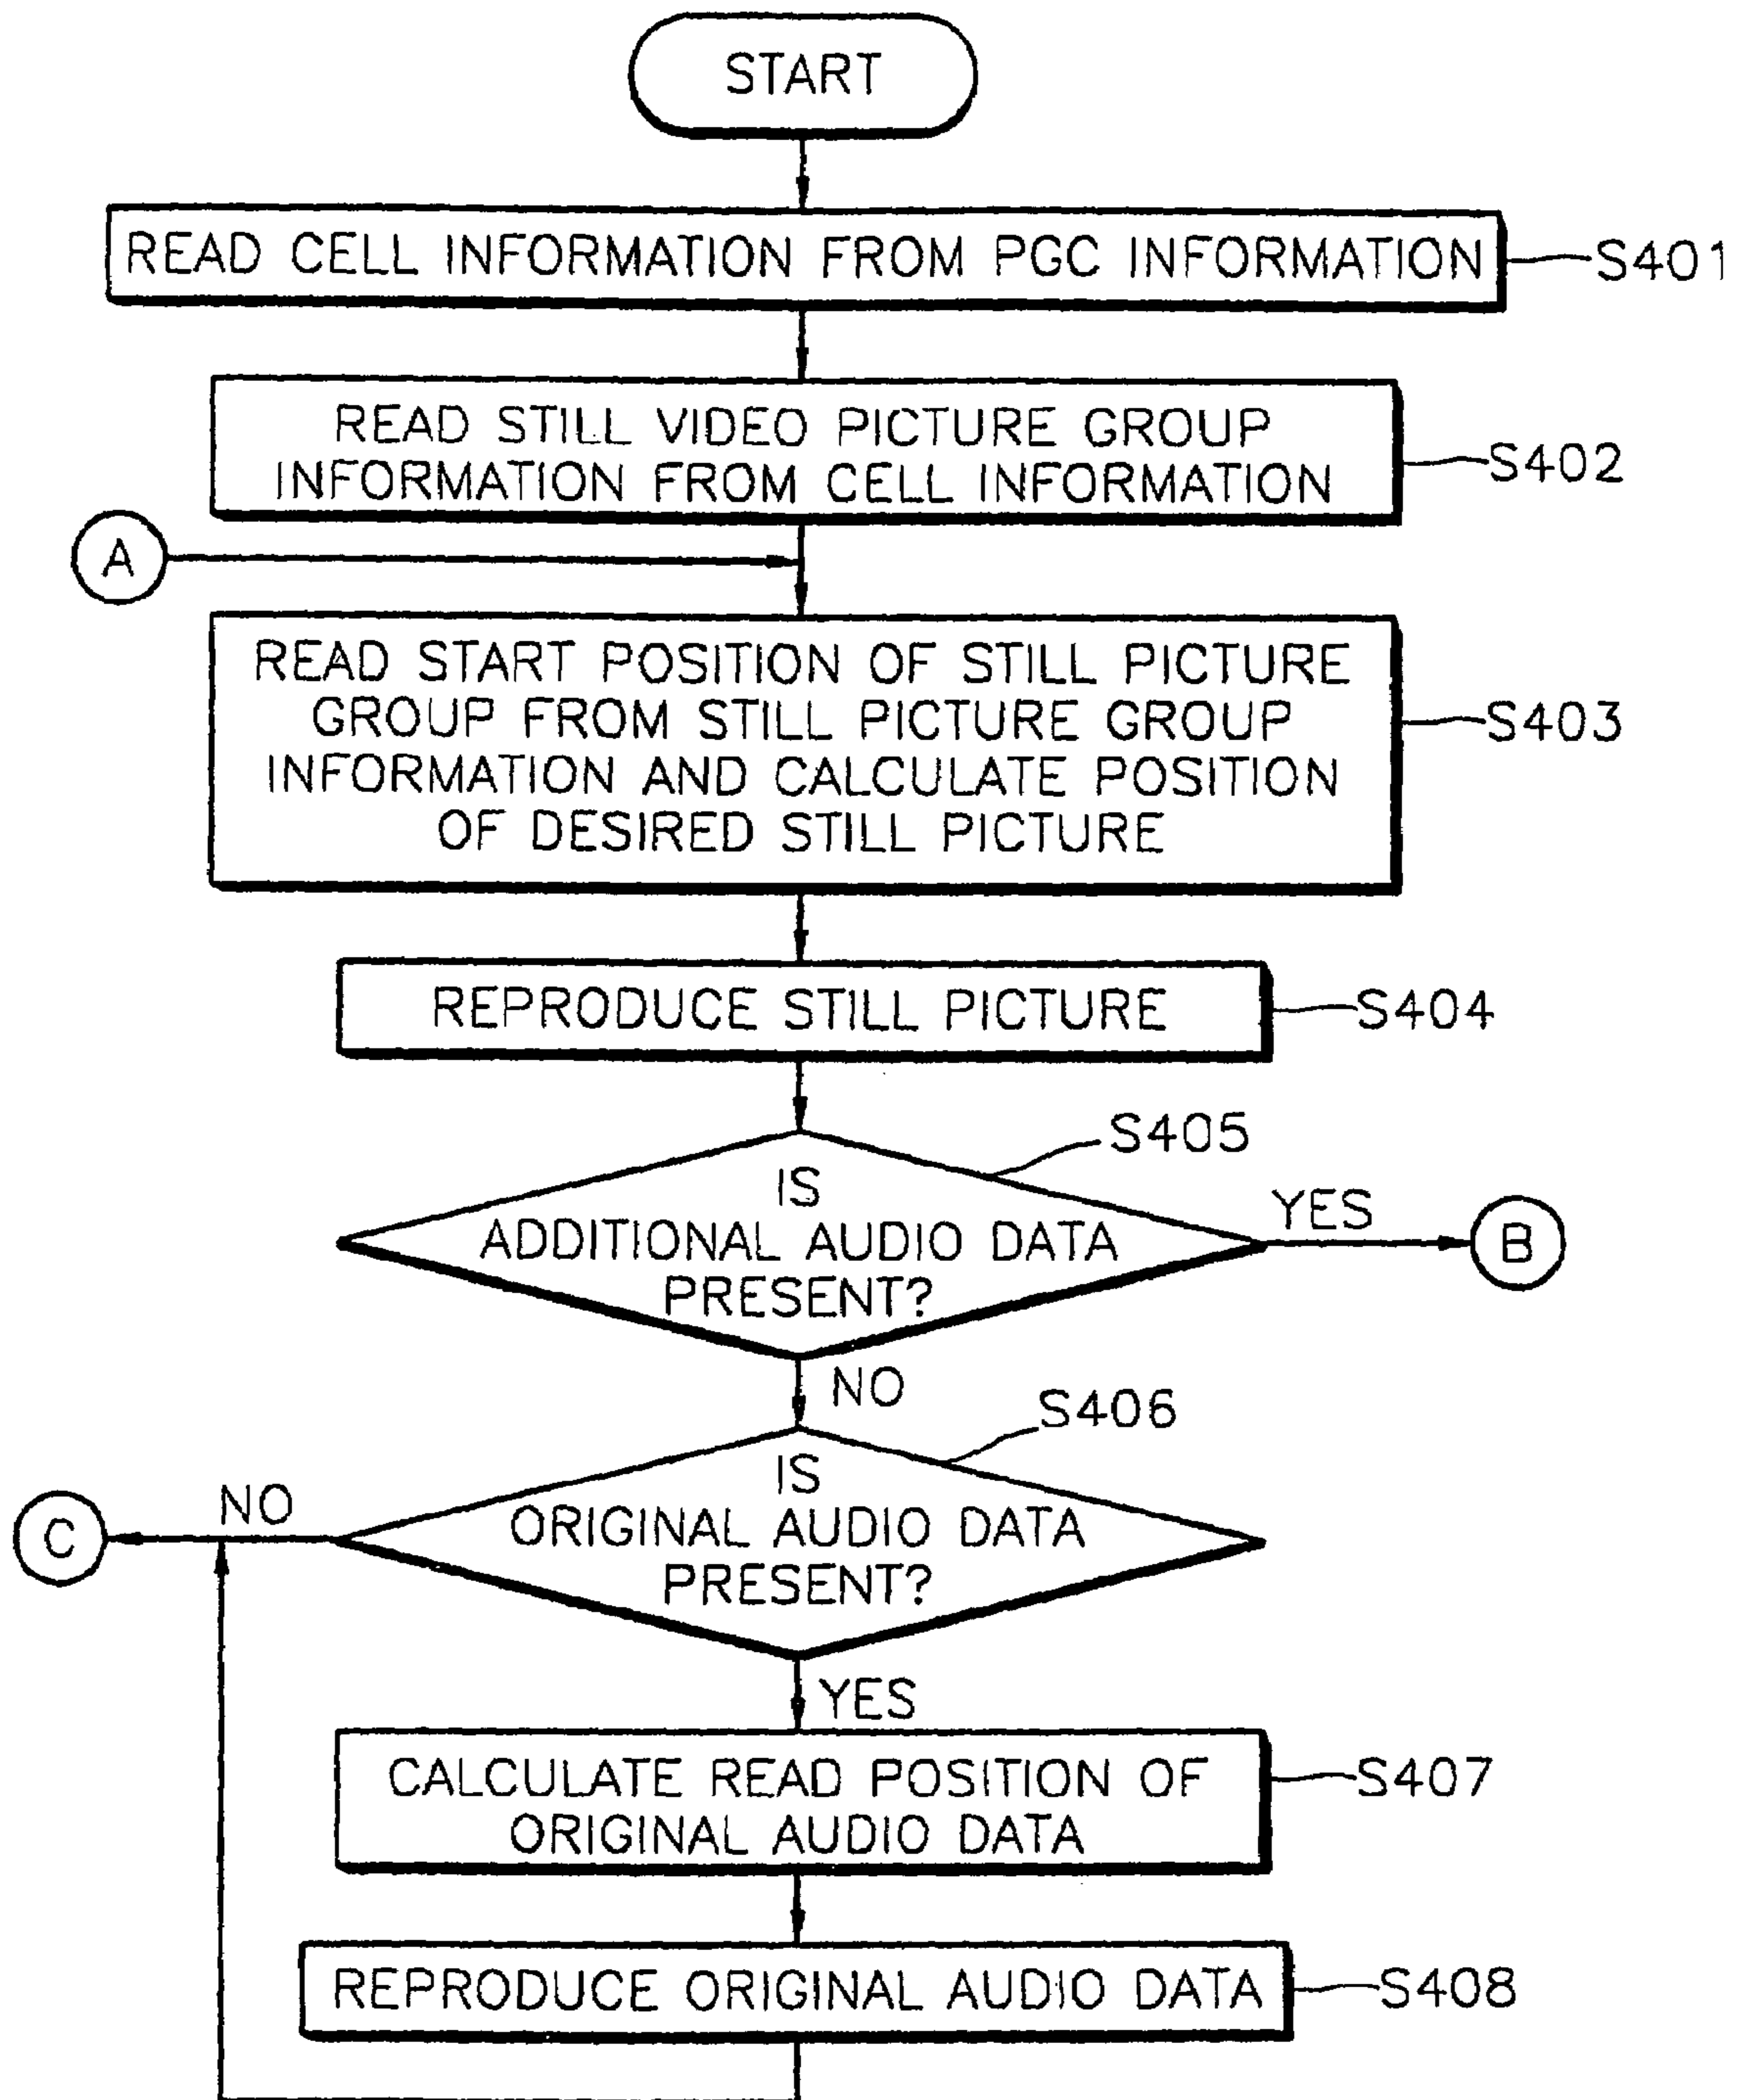 START
READ CELL INFORMATION FROM PGC INFORMATION
S401
READ STILL VIDEO PICTURE GROUP
INFORMATION FROM CELL INFORMATION
S402
A
READ START POSITION OF STILL PICTURE
GROUP FROM STILL PICTURE GROUP
INFORMATION AND CALCULATE POSITION
OF DESIRED STILL PICTURE
S403
REPRODUCE STILL PICTURE
S404
S405
IS
ADDITIONAL AUDIO DATA
PRESENT?
YES
B
NO
S406
IS
ORIGINAL AUDIO DATA
PRESENT?
NO
C
YES
CALCULATE READ POSITION OF
ORIGINAL AUDIO DATA
S407
REPRODUCE ORIGINAL AUDIO DATA
S408